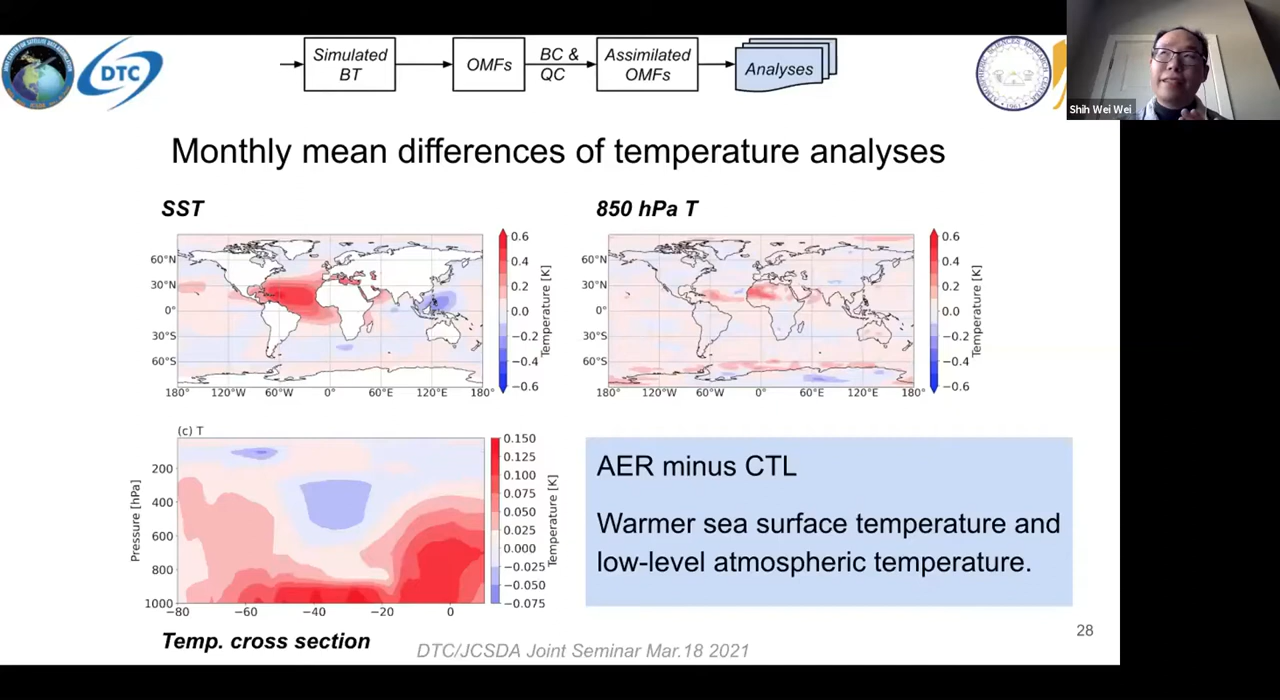 Simulated
BT
OMFs
BC &
QC
Assimilated
OMFs
Analyses
DTC
Shih Wei Wei
Monthly mean differences of temperature analyses
SST
850 hPa T
60°N
30°N
0°
30°S
60°S
180°
120°W
60°W
0°
60°E
120°E
180°
0.6
0.4
0.2
0.0
−0.2
−0.4
−0.6
Temperature [K]
60°N
30°N
0°
30°S
60°S
180°
120°W
60°W
0°
60°E
120°E
180°
0.6
0.4
0.2
0.0
−0.2
−0.4
−0.6
Temperature [K]
(c) T
Pressure [hPa]
200
400
600
800
1000
−80
−60
−40
−20
0
0.150
0.125
0.100
0.075
0.050
0.025
0.000
−0.025
−0.050
−0.075
Temperature [K]
AER minus CTL
Warmer sea surface temperature and
low-level atmospheric temperature.
28
Temp. cross section
DTC/JCSDA Joint Seminar Mar.18 2021